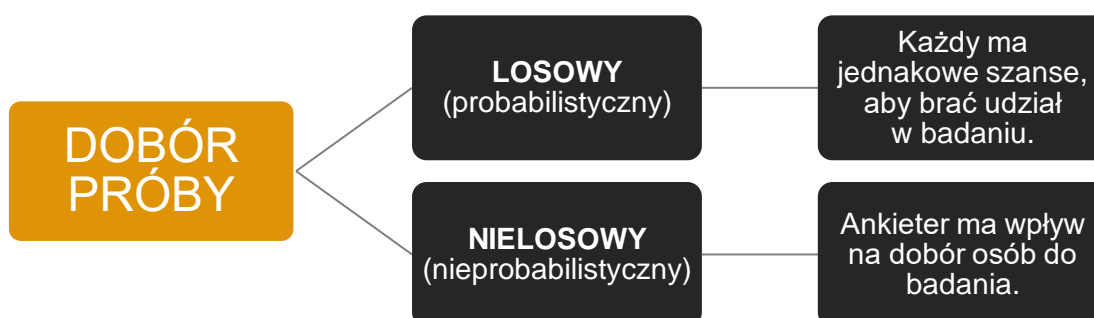 DOBÓR
PRÓBY
LOSOWY
(probabilistyczny)
Każdy ma
jednakowe szanse,
aby brać udział
w badaniu.
NIELOSOWY
(nieprobabilistyczny)
Ankieter ma wpływ
na dobór osób do
badania.